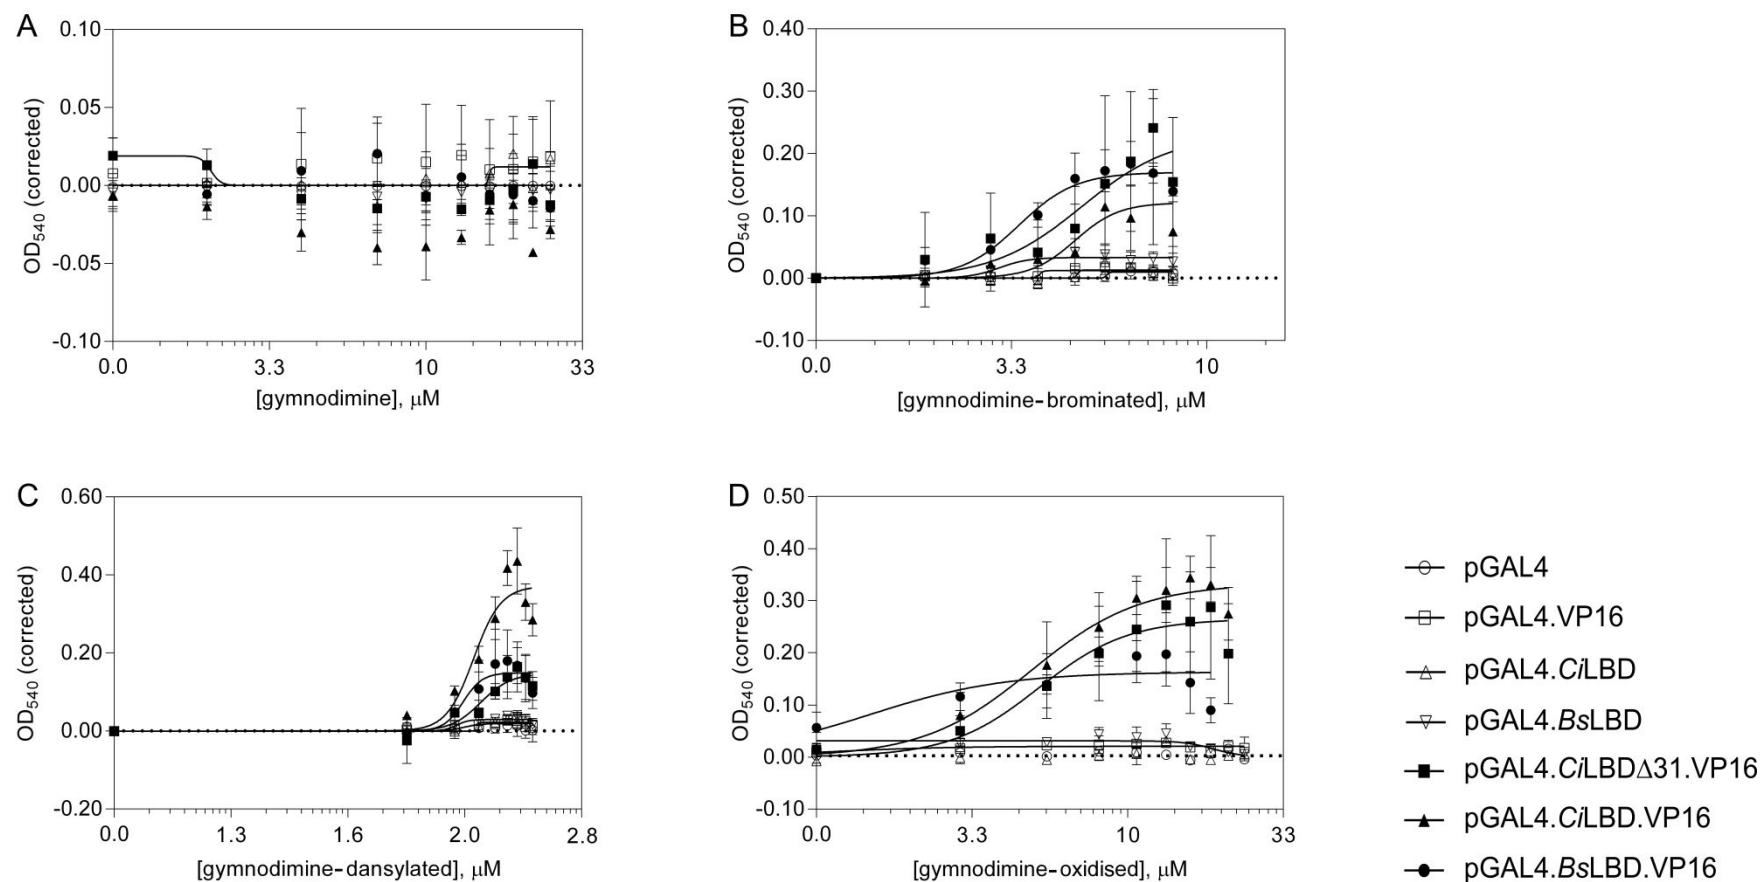 A
0.10
0.05
0.00
-0.05
-0.10
OD540 (corrected)
0.0 3.3 10 33
[gymnodimine], μM
B
0.40
0.30
0.20
0.10
0.00
-0.10
OD540 (corrected)
0.0 3.3 10
[gymnodimine-brominated], μM
C
0.60
0.40
0.20
0.00
-0.20
OD540 (corrected)
0.0 1.3 1.6 2.0 2.8
[gymnodimine-dansylated], μM
D
0.50
0.40
0.30
0.20
0.10
0.00
-0.10
OD540 (corrected)
0.0 3.3 10 33
[gymnodimine-oxidised], μM
pGAL4
pGAL4.VP16
pGAL4.CiLBD
pGAL4.BsLBD
pGAL4.CiLBDΔ31.VP16
pGAL4.CiLBD.VP16
pGAL4.BsLBD.VP16